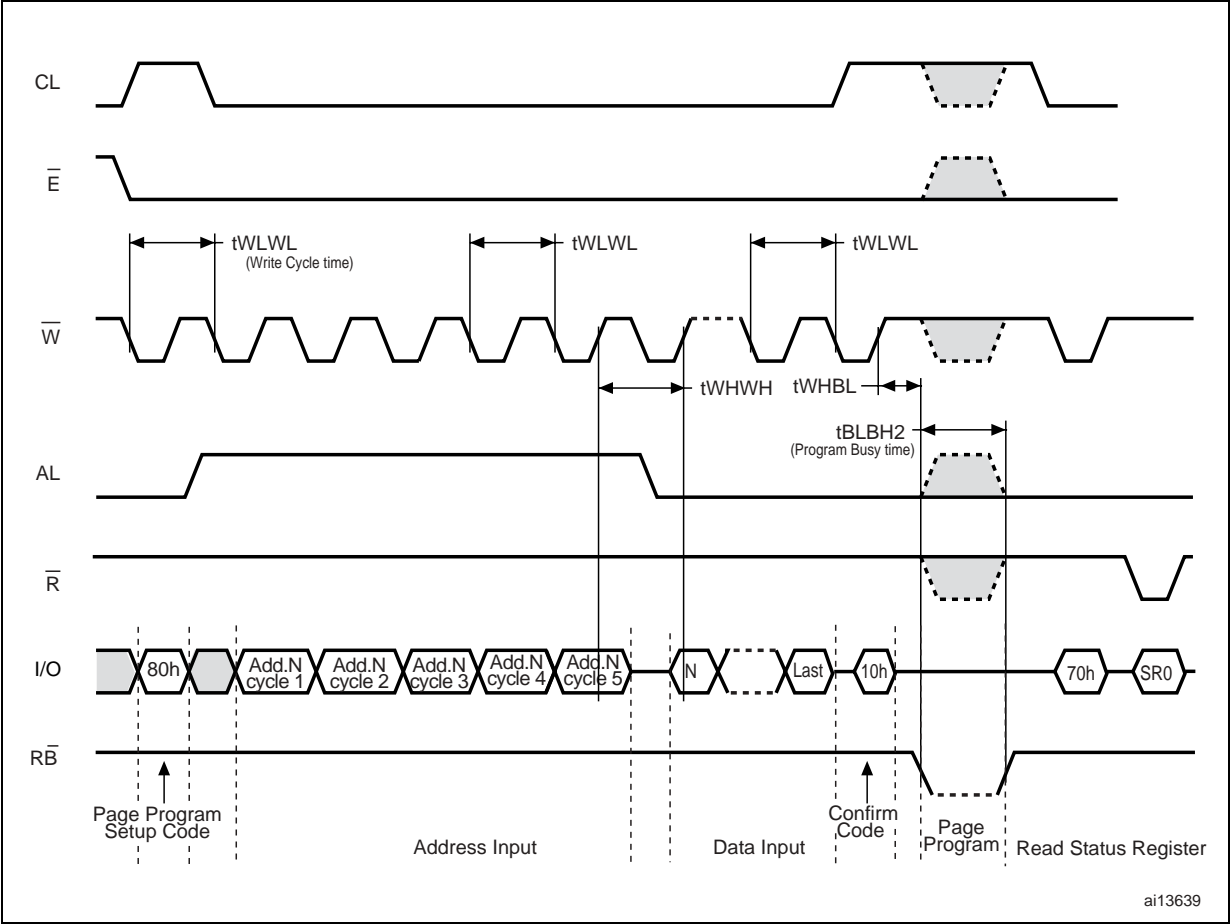 CL
E
tWLWL
(Write Cycle time)
tWLWL
tWLWL
W
tWHWH
tWHBL
tBLBH2
(Program Busy time)
AL
R
I/O
80h
Add.N
cycle 1
Add.N
cycle 2
Add.N
cycle 3
Add.N
cycle 4
Add.N
cycle 5
N
Last
10h
70h
SR0
RB
Page Program
Setup Code
Address Input
Data Input
Confirm
Code
Page
Program
Read Status Register
ai13639